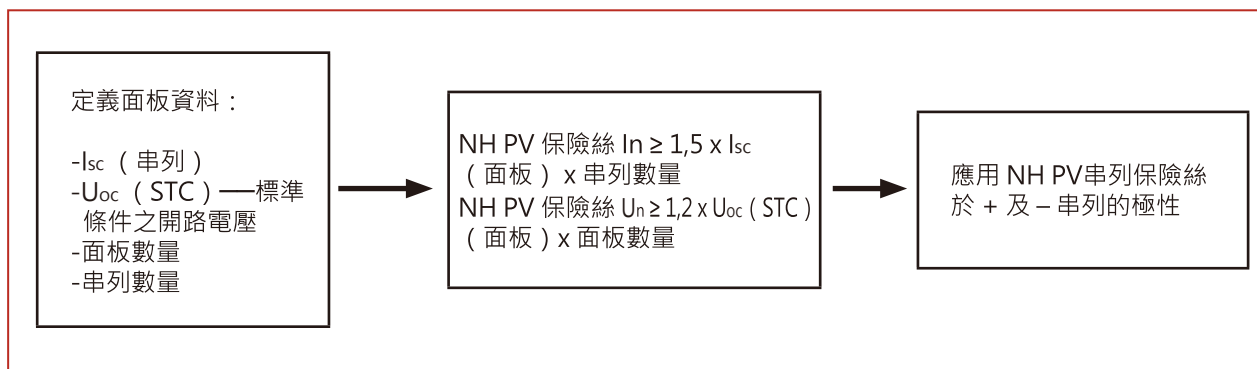 定義面板資料：
-Isc（串列）
-Uoc（STC）──標準
條件之開路電壓
-面板數量
-串列數量
NH PV 保險絲 In ≥ 1,5 x Isc
（面板）x 串列數量
NH PV 保險絲 Un ≥ 1,2 x Uoc（STC）
（面板）x 面板數量
應用 NH PV串列保險絲
於 + 及 – 串列的極性